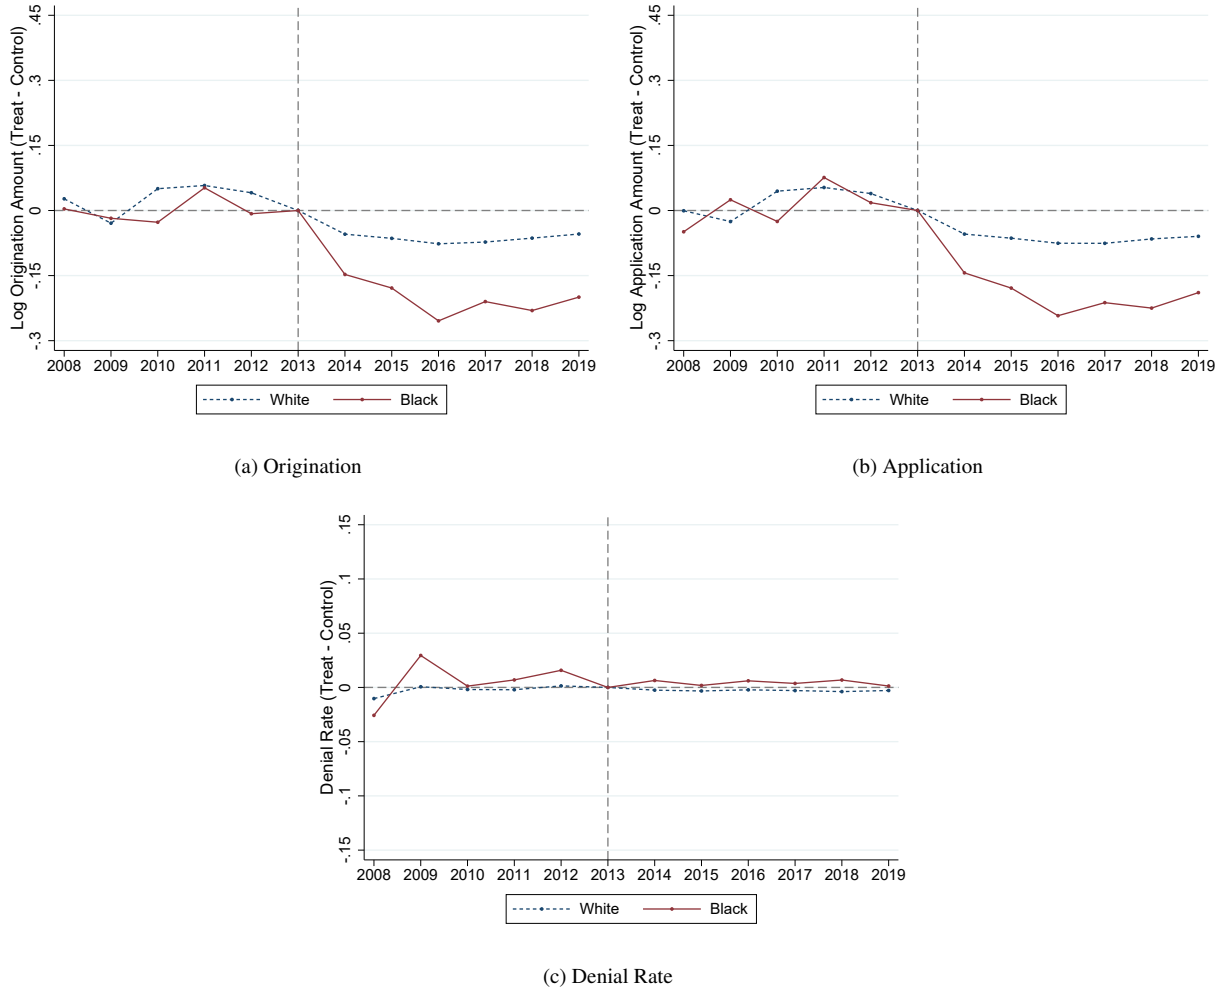 Log Origination Amount (Treat - Control)
.45
.3
.15
0
-.15
-.3
2008 2009 2010 2011 2012 2013 2014 2015 2016 2017 2018 2019
White Black
(a) Origination
Log Application Amount (Treat - Control)
.45
.3
.15
0
-.15
-.3
2008 2009 2010 2011 2012 2013 2014 2015 2016 2017 2018 2019
White Black
(b) Application
Denial Rate (Treat - Control)
.15
.1
.05
0
-.05
-.1
-.15
2008 2009 2010 2011 2012 2013 2014 2015 2016 2017 2018 2019
White Black
(c) Denial Rate